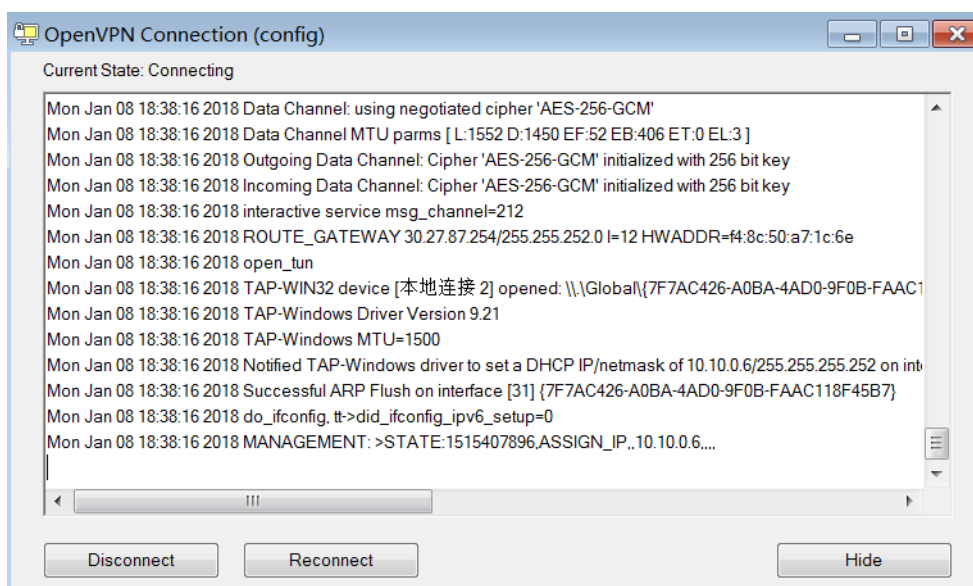 OpenVPN Connection (config)
Current State: Connecting
Mon Jan 08 18:38:16 2018 Data Channel: using negotiated cipher 'AES-256-GCM'
Mon Jan 08 18:38:16 2018 Data Channel MTU parms [ L:1552 D:1450 EF:52 EB:406 ET:0 EL:3 ]
Mon Jan 08 18:38:16 2018 Outgoing Data Channel: Cipher 'AES-256-GCM' initialized with 256 bit key
Mon Jan 08 18:38:16 2018 Incoming Data Channel: Cipher 'AES-256-GCM' initialized with 256 bit key
Mon Jan 08 18:38:16 2018 interactive service msg_channel=212
Mon Jan 08 18:38:16 2018 ROUTE_GATEWAY 30.27.87.254/255.255.252.0 I=12 HWADDR=f4:8c:50:a7:1c:6e
Mon Jan 08 18:38:16 2018 open_tun
Mon Jan 08 18:38:16 2018 TAP-WIN32 device [本地连接 2] opened: \\.\Global\{7F7AC426-A0BA-4AD0-9F0B-FAAC1
Mon Jan 08 18:38:16 2018 TAP-Windows Driver Version 9.21
Mon Jan 08 18:38:16 2018 TAP-Windows MTU=1500
Mon Jan 08 18:38:16 2018 Notified TAP-Windows driver to set a DHCP IP/netmask of 10.10.0.6/255.255.255.252 on inte
Mon Jan 08 18:38:16 2018 Successful ARP Flush on interface [31] {7F7AC426-A0BA-4AD0-9F0B-FAAC118F45B7}
Mon Jan 08 18:38:16 2018 do_ifconfig, tt->did_ifconfig_ipv6_setup=0
Mon Jan 08 18:38:16 2018 MANAGEMENT: >STATE:1515407896,ASSIGN_IP,,10.10.0.6,,,,
Disconnect
Reconnect
Hide